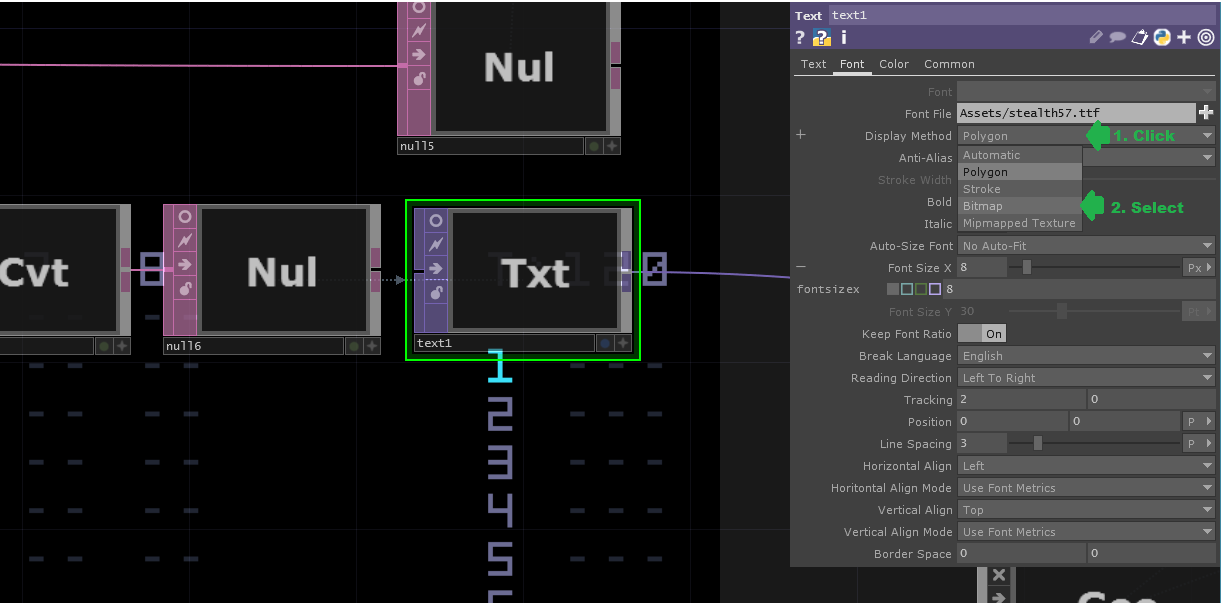 Nul
null5
Cvt
Nul
null6
Txt
text1
1
2
3
4
5
Text text1
? ? i
Text Font Color Common
Font
Font File Assets/stealth57.ttf
+ Display Method Polygon
1. Click
Anti-Alias
Automatic
Polygon
Stroke Width
Stroke
Bold
Bitmap
2. Select
Italic
Mipmapped Texture
Auto-Size Font No Auto-Fit
Font Size X 8 Px
fontsizex 8
Font Size Y 30 Pt
Keep Font Ratio On
Break Language English
Reading Direction Left To Right
Tracking 2 0
Position 0 0 P
Line Spacing 3 P
Horizontal Align Left
Horitontal Align Mode Use Font Metrics
Vertical Align Top
Vertical Align Mode Use Font Metrics
Border Space 0 0